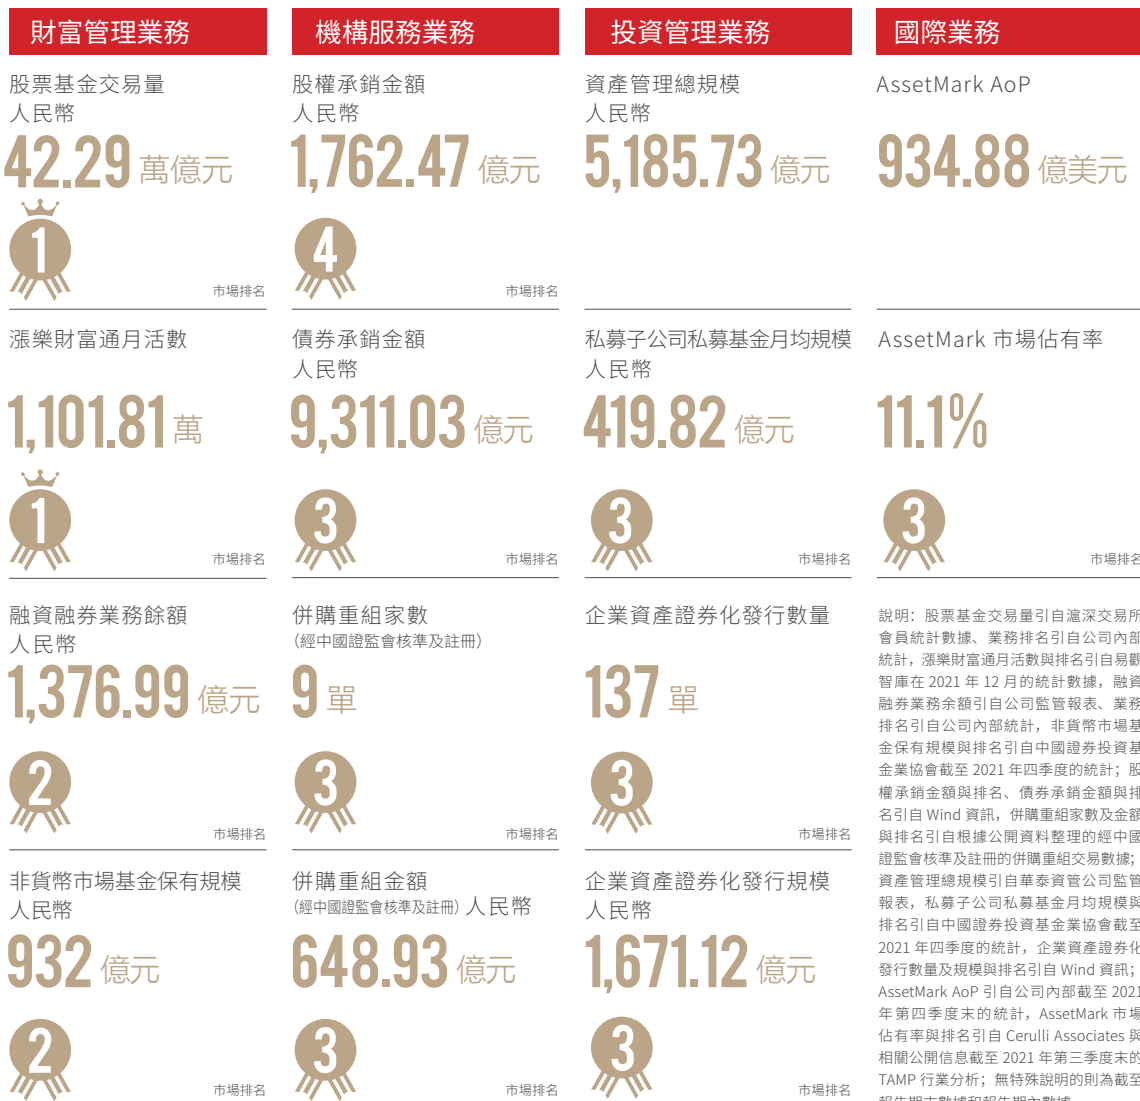 財富管理業務
股票基金交易量
人民幣
42.29 萬億元
1
市場排名
漲樂財富通月活數
1,101.81 萬
1
市場排名
融資融券業務餘額
人民幣
1,376.99 億元
2
市場排名
非貨幣市場基金保有規模
人民幣
932 億元
2
市場排名
機構服務業務
股權承銷金額
人民幣
1,762.47 億元
4
市場排名
債券承銷金額
人民幣
9,311.03 億元
3
市場排名
併購重組家數
(經中國證監會核準及註冊)
9 單
3
市場排名
併購重組金額
(經中國證監會核準及註冊) 人民幣
648.93 億元
3
市場排名
投資管理業務
資產管理總規模
人民幣
5,185.73 億元
私募子公司私募基金月均規模
人民幣
419.82 億元
3
市場排名
企業資產證券化發行數量
137 單
3
市場排名
企業資產證券化發行規模
人民幣
1,671.12 億元
3
市場排名
國際業務
AssetMark AoP
934.88 億美元
AssetMark 市場佔有率
11.1%
3
市場排名
說明：股票基金交易量引自滬深交易所
會員統計數據、業務排名引自公司內部
統計，漲樂財富通月活數與排名引自易觀
智庫在 2021 年 12 月的統計數據，融資
融券業務余額引自公司監管報表、業務
排名引自公司內部統計，非貨幣市場基
金保有規模與排名引自中國證券投資基
金業協會截至 2021 年四季度的統計；股
權承銷金額與排名、債券承銷金額與排
名引自 Wind 資訊，併購重組家數及金額
與排名引自根據公開資料整理的經中國
證監會核準及註冊的併購重組交易數據；
資產管理總規模引自華泰資管公司監管
報表，私募子公司私募基金月均規模與
排名引自中國證券投資基金業協會截至
2021 年四季度的統計，企業資產證券化
發行數量及規模與排名引自 Wind 資訊；
AssetMark AoP 引自公司內部截至 2021
年第四季度末的統計，AssetMark 市場
佔有率與排名引自 Cerulli Associates 與
相關公開信息截至 2021 年第三季度末的
TAMP 行業分析；無特殊說明的則為截至
報告期末數據和報告期內數據